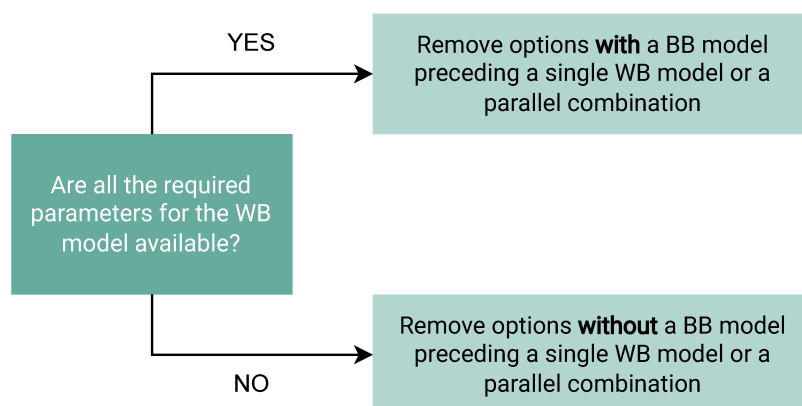 YES
Remove options with a BB model
preceding a single WB model or a
parallel combination
Are all the required
parameters for the WB
model available?
Remove options without a BB model
preceding a single WB model or a
parallel combination
NO